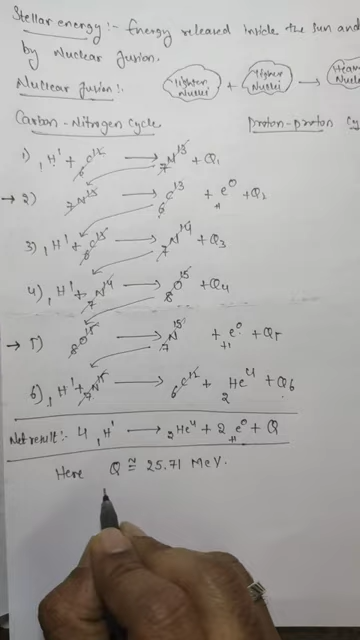 Stellar energy :- Energy released inside the sun and
by Nuclear fusion.
Nuclear fusion:- Lighter Nuclei + Lighter Nuclei → Nucle
Carbon-Nitrogen Cycle
proton-proton Cy
1) ₁H¹ + ₆C¹² → ₇N¹³ + Q₁
→ 2) ₇N¹³ → ₆C¹³ + ₊₁e⁰ + Q₂
3) ₁H¹ + ₆C¹³ → ₇N¹⁴ + Q₃
4) ₁H¹ + ₇N¹⁴ → ₈O¹⁵ + Q₄
→ 5) ₈O¹⁵ → ₇N¹⁵ + ₊₁e⁰ + Q₅
6) ₁H¹ + ₇N¹⁵ → ₆C¹² + ₂He⁴ + Q₆
Net result:- 4 ₁H¹ → ₂He⁴ + 2 ₊₁e⁰ + Q
Here Q ≅ 25.71 MeV.